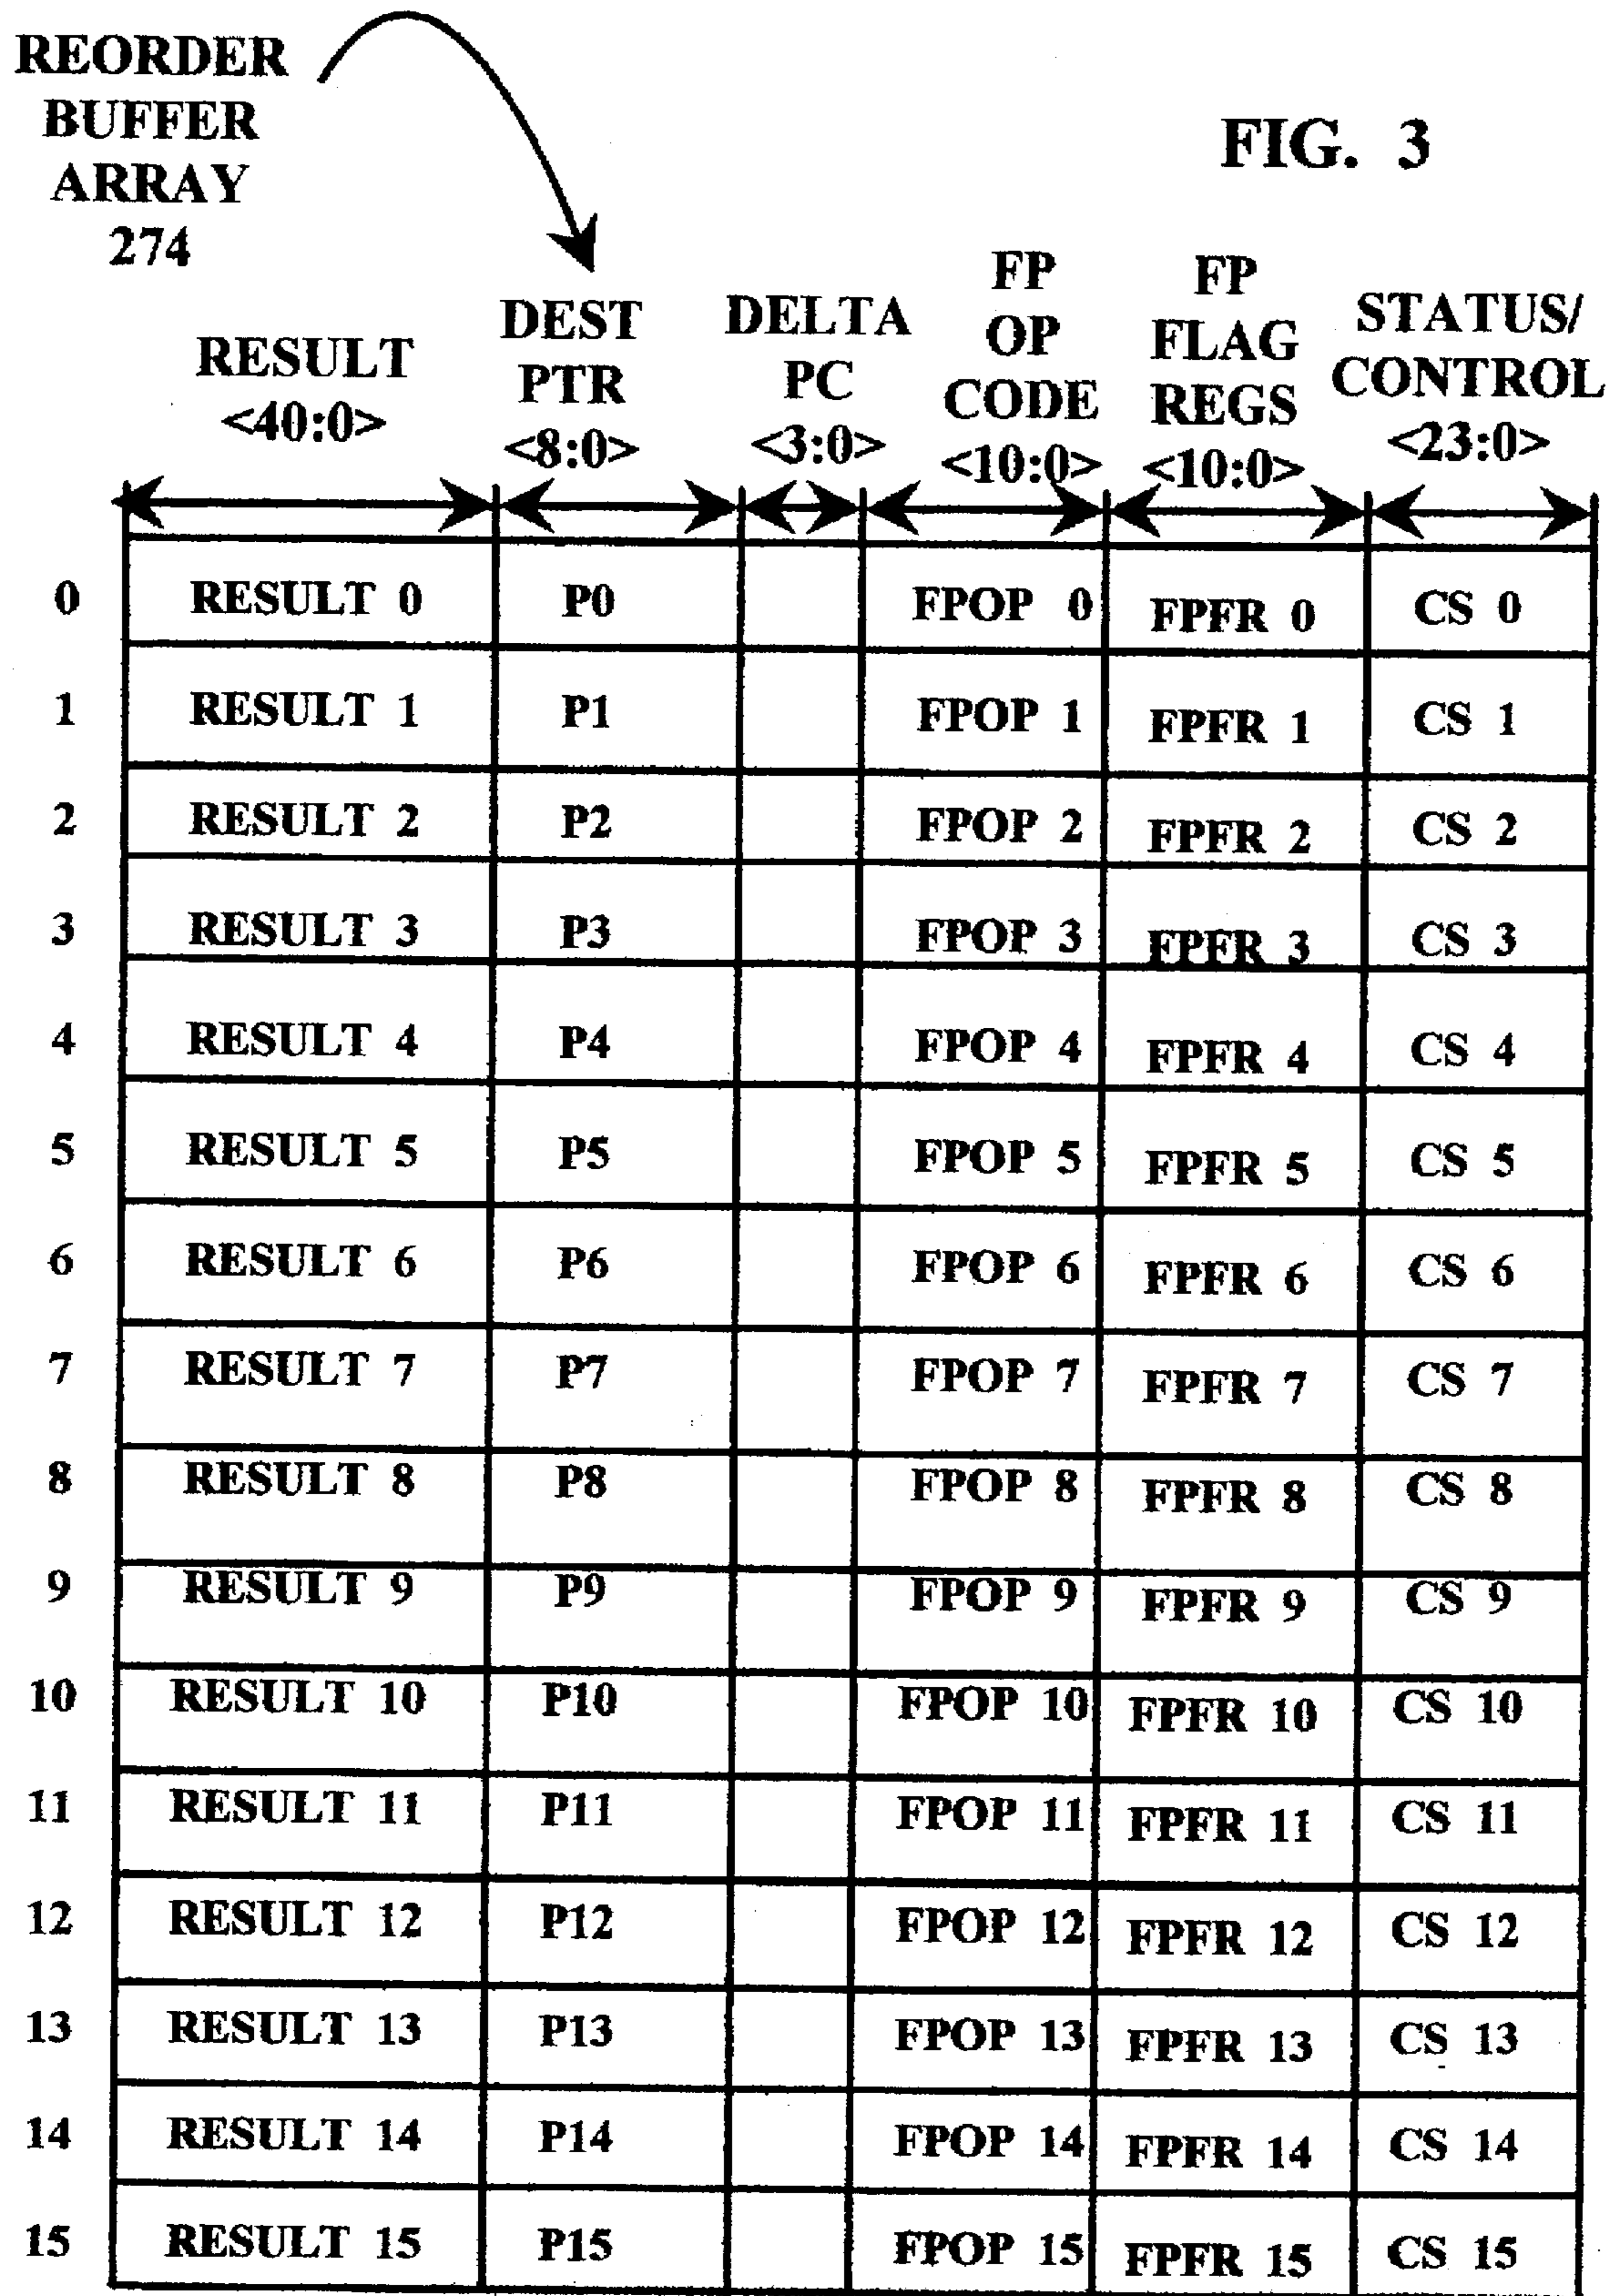 REORDER
BUFFER
ARRAY
274
FIG. 3
RESULT
<40:0>
DEST
PTR
<8:0>
DELTA
PC
<3:0>
FP
OP
CODE
<10:0>
FP
FLAG
REGS
<10:0>
STATUS/
CONTROL
<23:0>
0 RESULT 0 P0 FPOP 0 FPFR 0 CS 0
1 RESULT 1 P1 FPOP 1 FPFR 1 CS 1
2 RESULT 2 P2 FPOP 2 FPFR 2 CS 2
3 RESULT 3 P3 FPOP 3 FPFR 3 CS 3
4 RESULT 4 P4 FPOP 4 FPFR 4 CS 4
5 RESULT 5 P5 FPOP 5 FPFR 5 CS 5
6 RESULT 6 P6 FPOP 6 FPFR 6 CS 6
7 RESULT 7 P7 FPOP 7 FPFR 7 CS 7
8 RESULT 8 P8 FPOP 8 FPFR 8 CS 8
9 RESULT 9 P9 FPOP 9 FPFR 9 CS 9
10 RESULT 10 P10 FPOP 10 FPFR 10 CS 10
11 RESULT 11 P11 FPOP 11 FPFR 11 CS 11
12 RESULT 12 P12 FPOP 12 FPFR 12 CS 12
13 RESULT 13 P13 FPOP 13 FPFR 13 CS 13
14 RESULT 14 P14 FPOP 14 FPFR 14 CS 14
15 RESULT 15 P15 FPOP 15 FPFR 15 CS 15